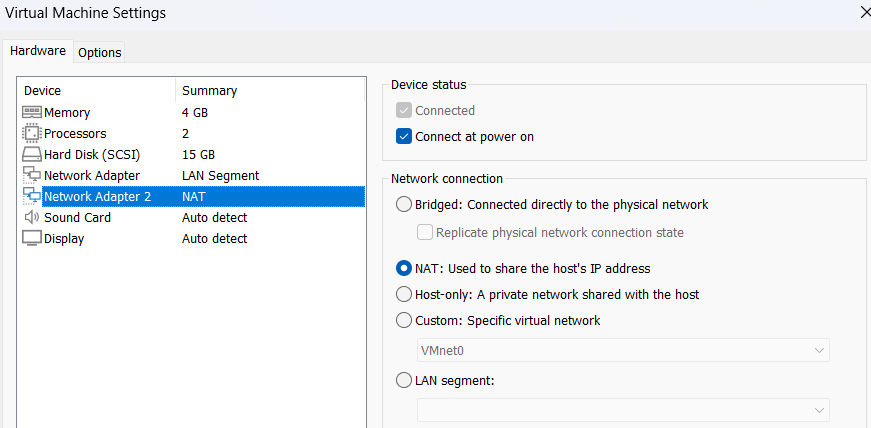 Virtual Machine Settings
Hardware
Options
Device Summary
Memory 4 GB
Processors 2
Hard Disk (SCSI) 15 GB
Network Adapter LAN Segment
Network Adapter 2 NAT
Sound Card Auto detect
Display Auto detect
Device status
Connected
Connect at power on
Network connection
Bridged: Connected directly to the physical network
Replicate physical network connection state
NAT: Used to share the host's IP address
Host-only: A private network shared with the host
Custom: Specific virtual network
VMnet0
LAN segment: